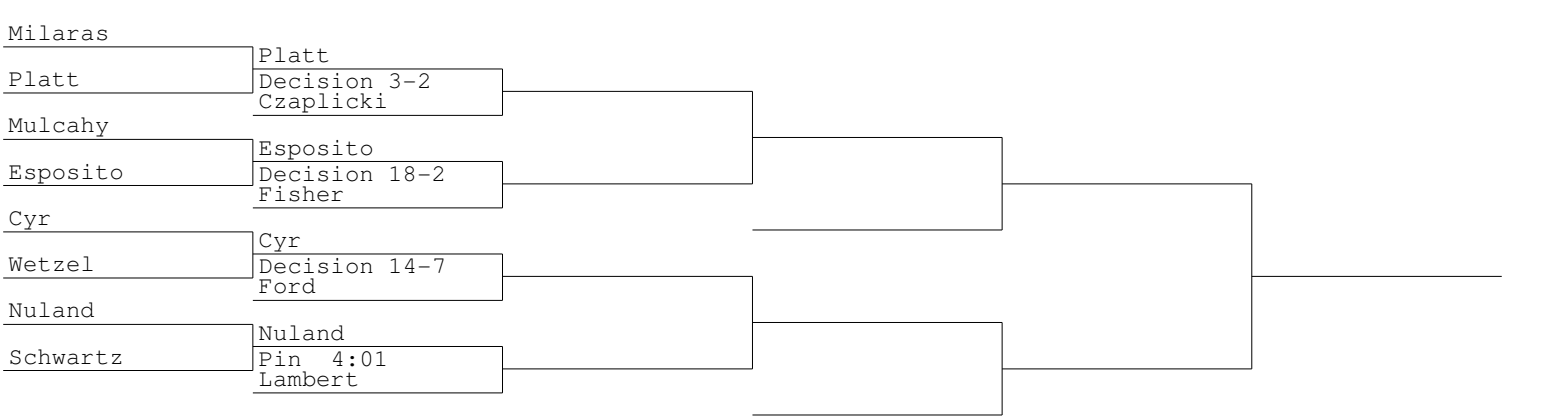 Milaras
Platt
Platt
Decision 3-2
Czaplicki
Mulcahy
Esposito
Esposito
Decision 18-2
Fisher
Cyr
Cyr
Wetzel
Decision 14-7
Ford
Nuland
Nuland
Schwartz
Pin 4:01
Lambert